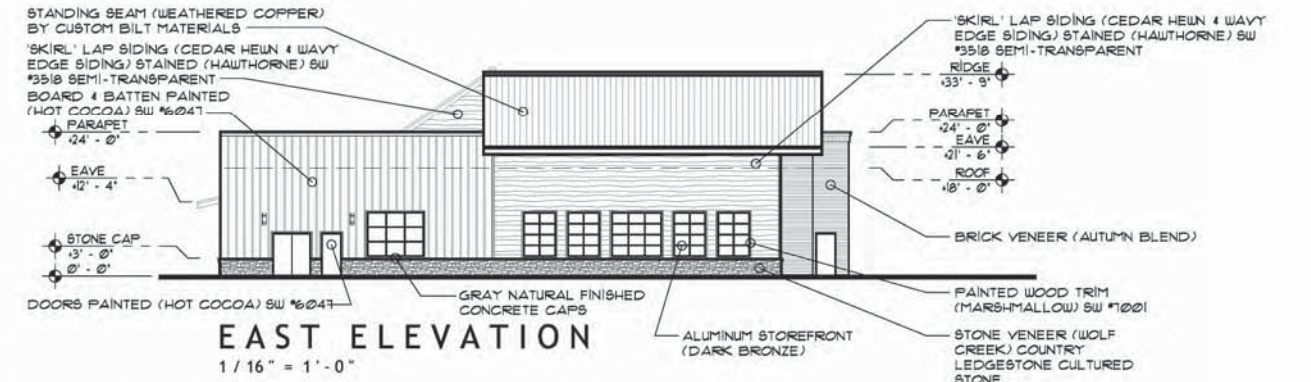 STANDING SEAM (WEATHERED COPPER)
BY CUSTOM BILT MATERIALS
'SKIRL' LAP SIDING (CEDAR HEWN & WAVY
EDGE SIDING) STAINED (HAWTHORNE) SW
#3518 SEMI-TRANSPARENT
BOARD & BATTEN PAINTED
(HOT COCOA) SW #6047
PARAPET
+24' - 0"
EAVE
+12' - 4"
STONE CAP
+3' - 0"
0' - 0"
DOORS PAINTED (HOT COCOA) SW #6047
GRAY NATURAL FINISHED
CONCRETE CAPS
ALUMINUM STOREFRONT
(DARK BRONZE)
'SKIRL' LAP SIDING (CEDAR HEWN & WAVY
EDGE SIDING) STAINED (HAWTHORNE) SW
#3518 SEMI-TRANSPARENT
RIDGE
+33' - 9"
PARAPET
+24' - 0"
EAVE
+21' - 6"
ROOF
+18' - 0"
BRICK VENEER (AUTUMN BLEND)
PAINTED WOOD TRIM
(MARSHMALLOW) SW #7001
STONE VENEER (WOLF
CREEK) COUNTRY
LEDGESTONE CULTURED
STONE
EAST ELEVATION
1/16" = 1'-0"